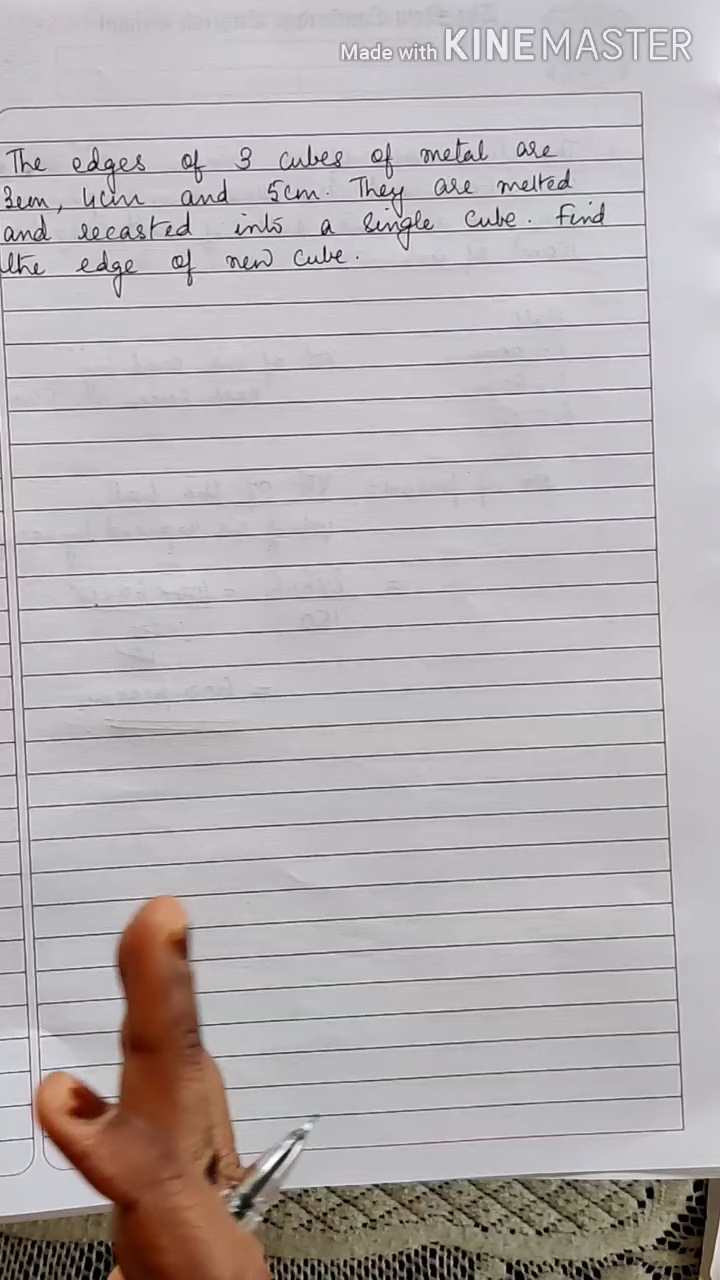 Made with KINEMASTER
The edges of 3 cubes of metal are
3cm, 4cm and 5cm. They are melted
and recasted into a single cube. Find
the edge of new cube.